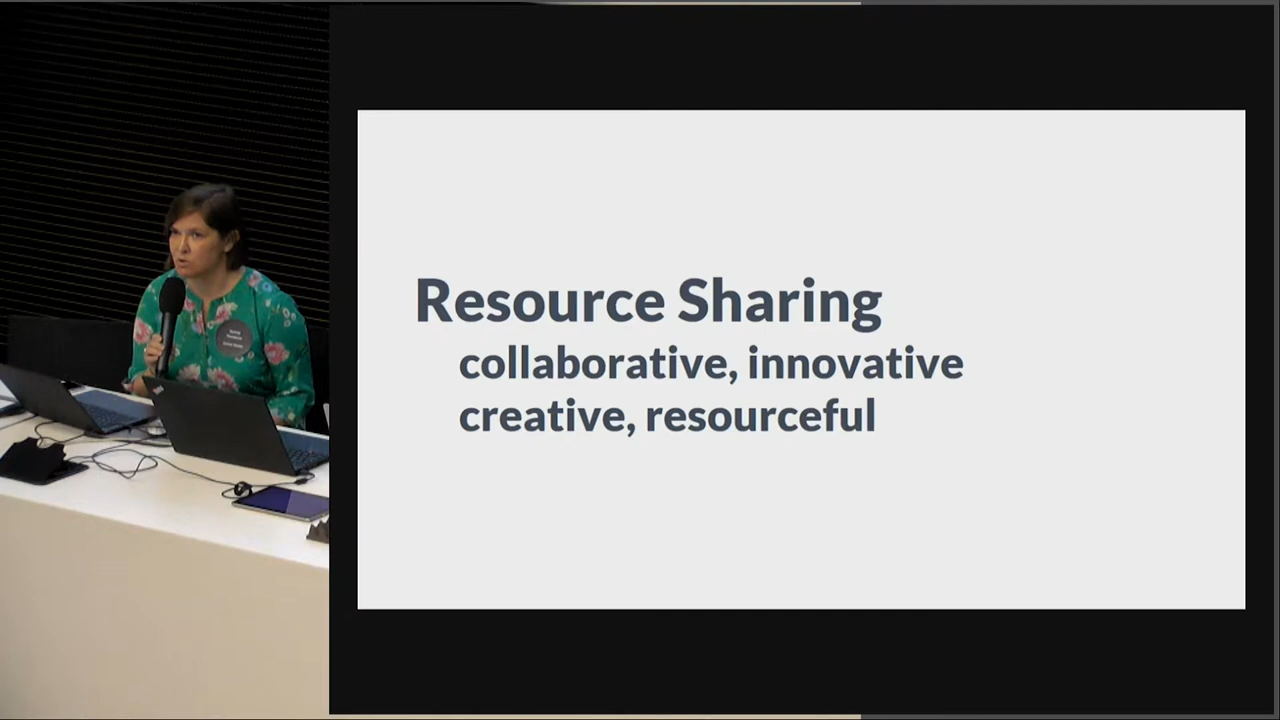 Resource Sharing
collaborative, innovative
creative, resourceful